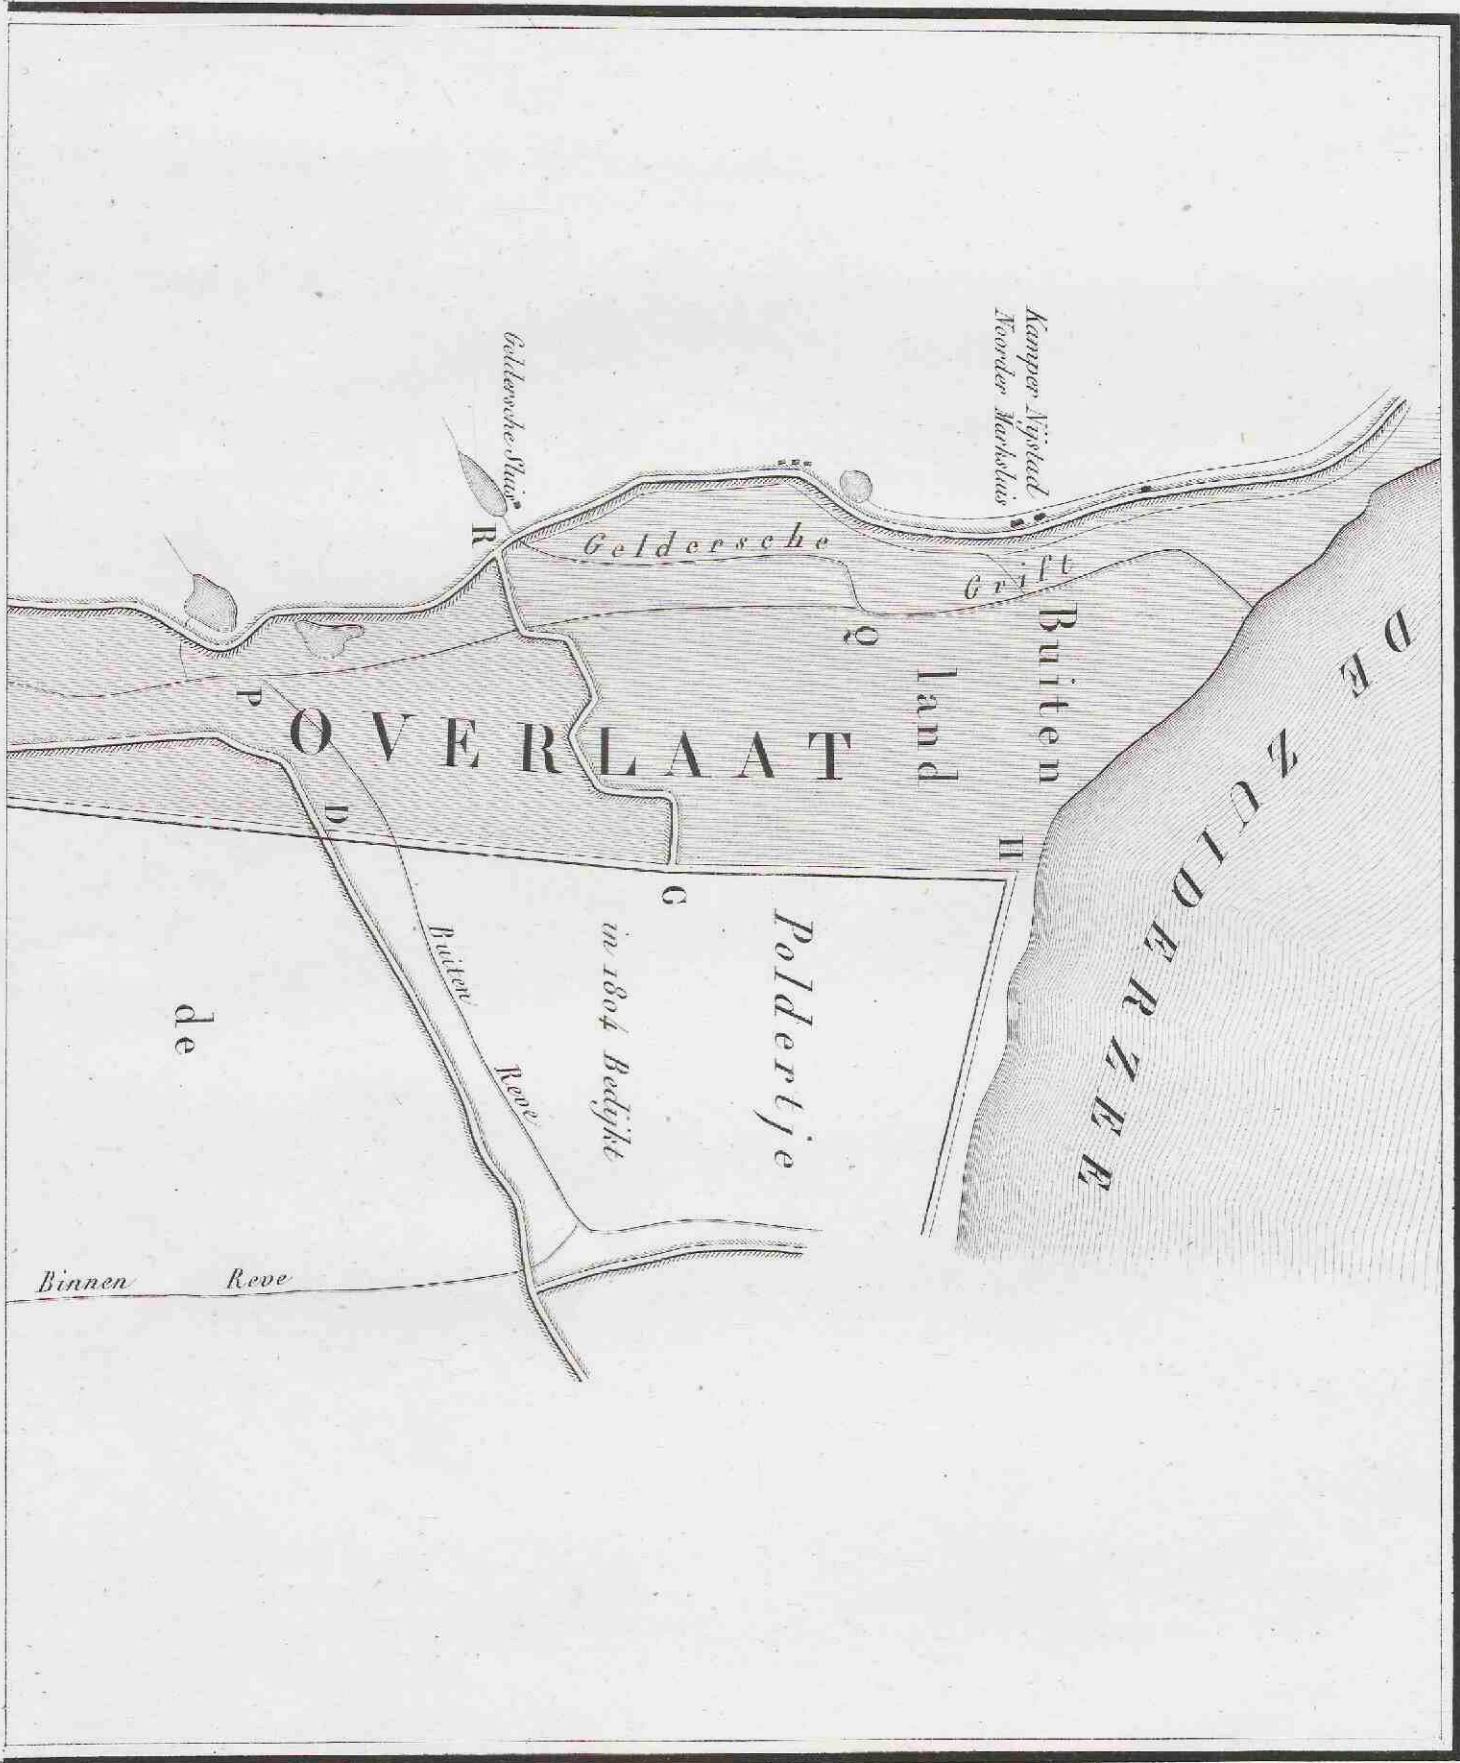 Kamper Nijstad
Noorder Marksluis
Geldersche Sluis
R
Geldersche Grift
Q
Buiten
land
DE ZUIDERZEE
P
OVERLAAT
D
H
G
Poldertje
in 1804 Bedijkt
Buiten Reve
de
Binnen Reve